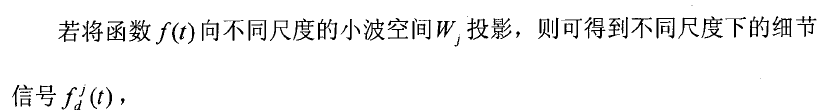 若将函数 f(t) 向不同尺度的小波空间 W_j 投影，则可得到不同尺度下的细节
信号 f_d^j(t)，